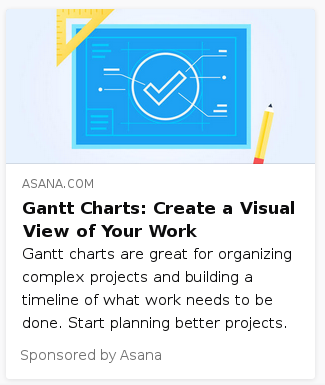 ASANA.COM
Gantt Charts: Create a Visual
View of Your Work
Gantt charts are great for organizing
complex projects and building a
timeline of what work needs to be
done. Start planning better projects.
Sponsored by Asana